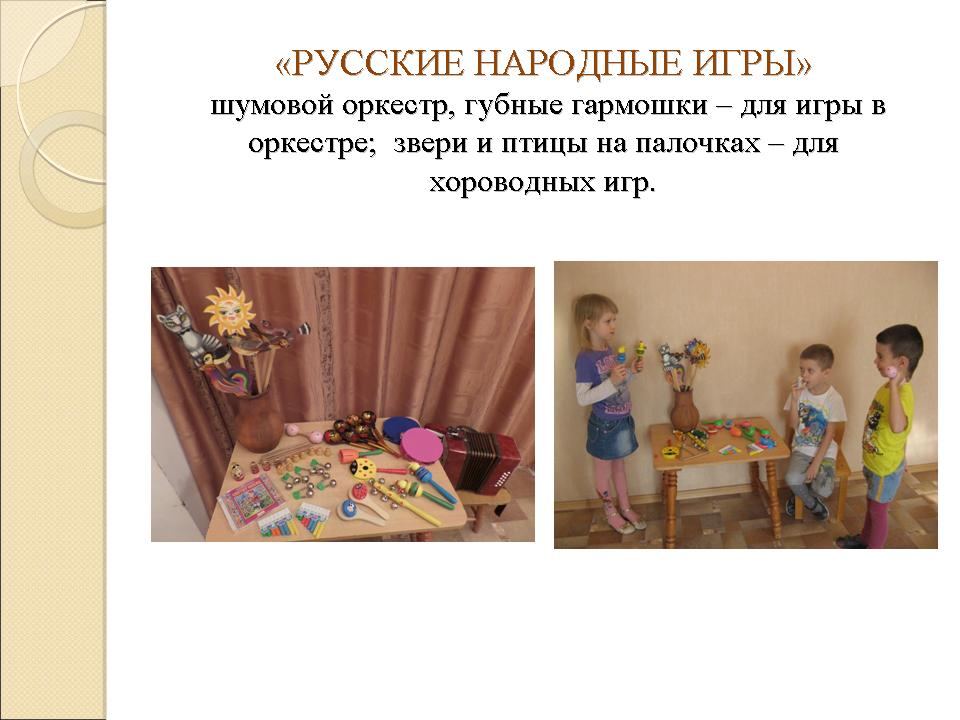 «РУССКИЕ НАРОДНЫЕ ИГРЫ»
шумовой оркестр, губные гармошки – для игры в
оркестре; звери и птицы на палочках – для
хороводных игр.